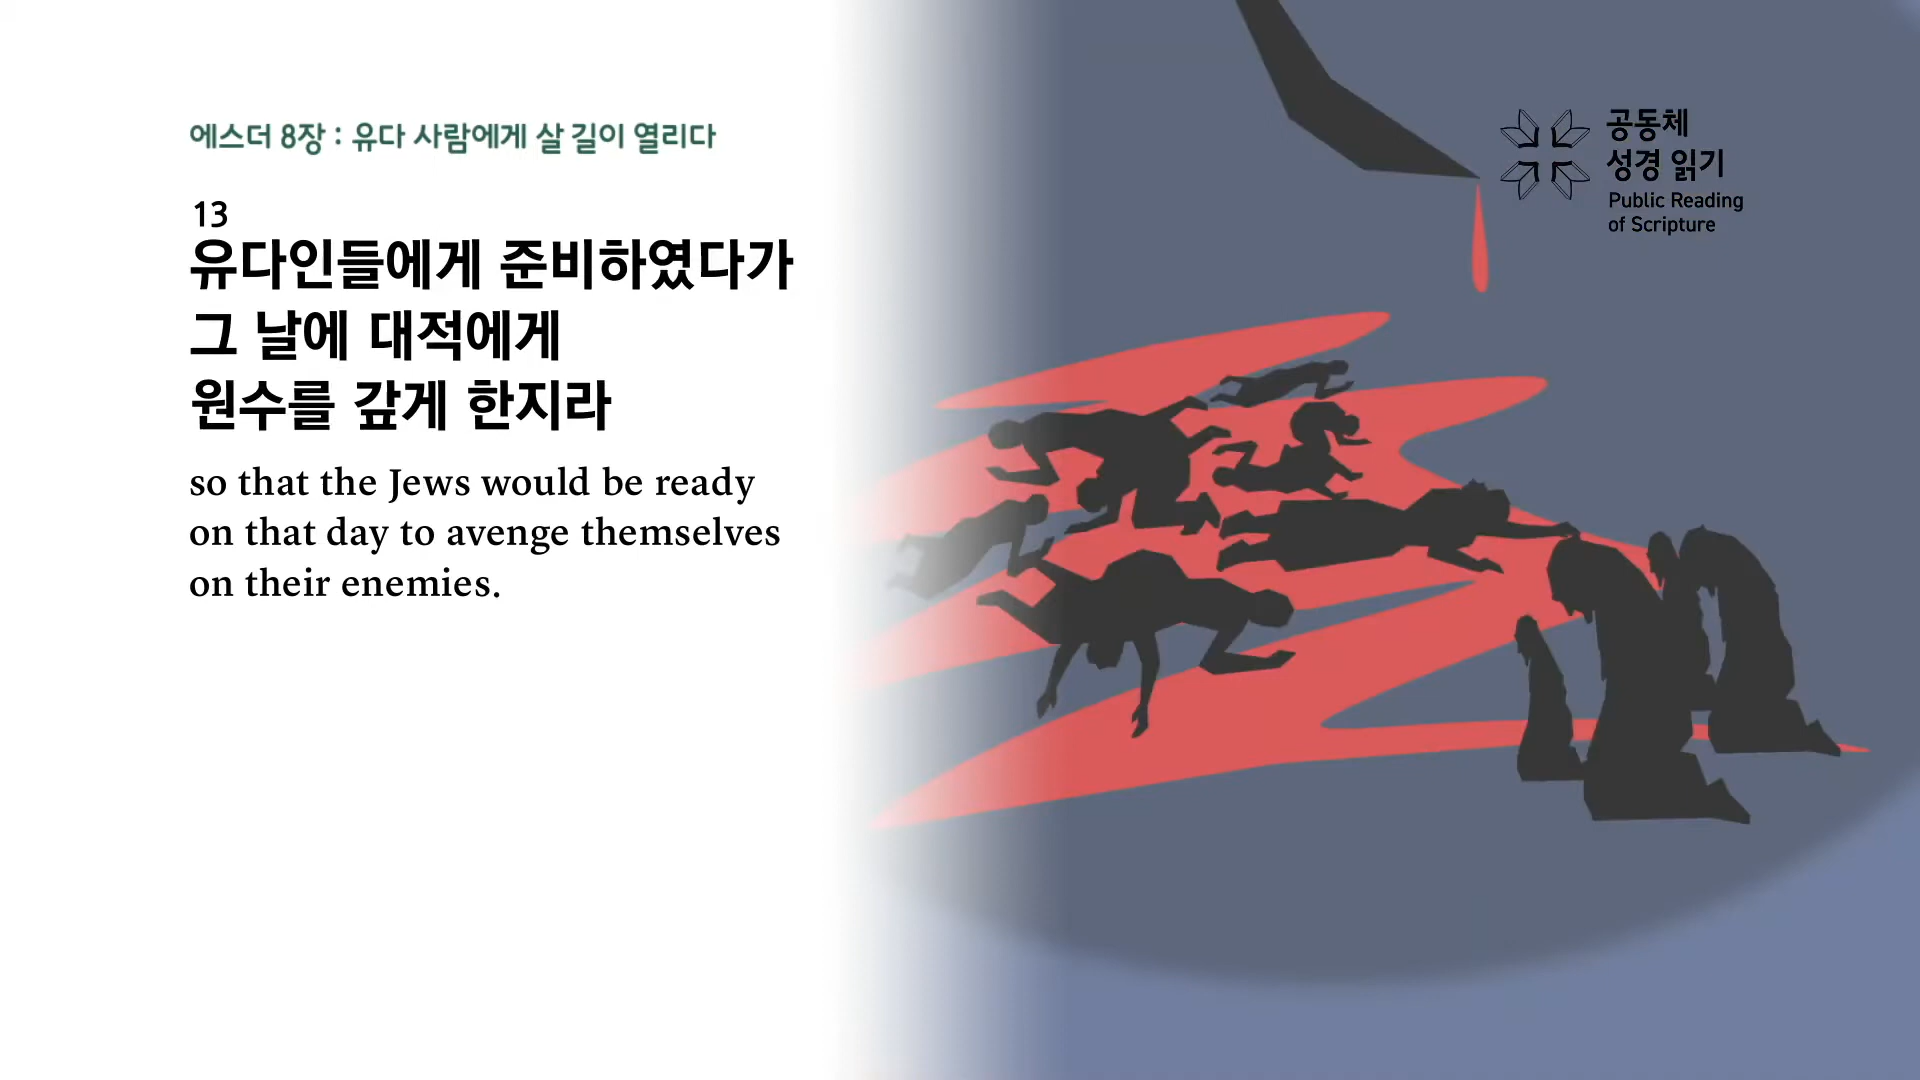 에스더 8장 : 유다 사람에게 살 길이 열리다
13
유다인들에게 준비하였다가
그 날에 대적에게
원수를 갚게 한지라
so that the Jews would be ready
on that day to avenge themselves
on their enemies.
공동체
성경 읽기
Public Reading
of Scripture